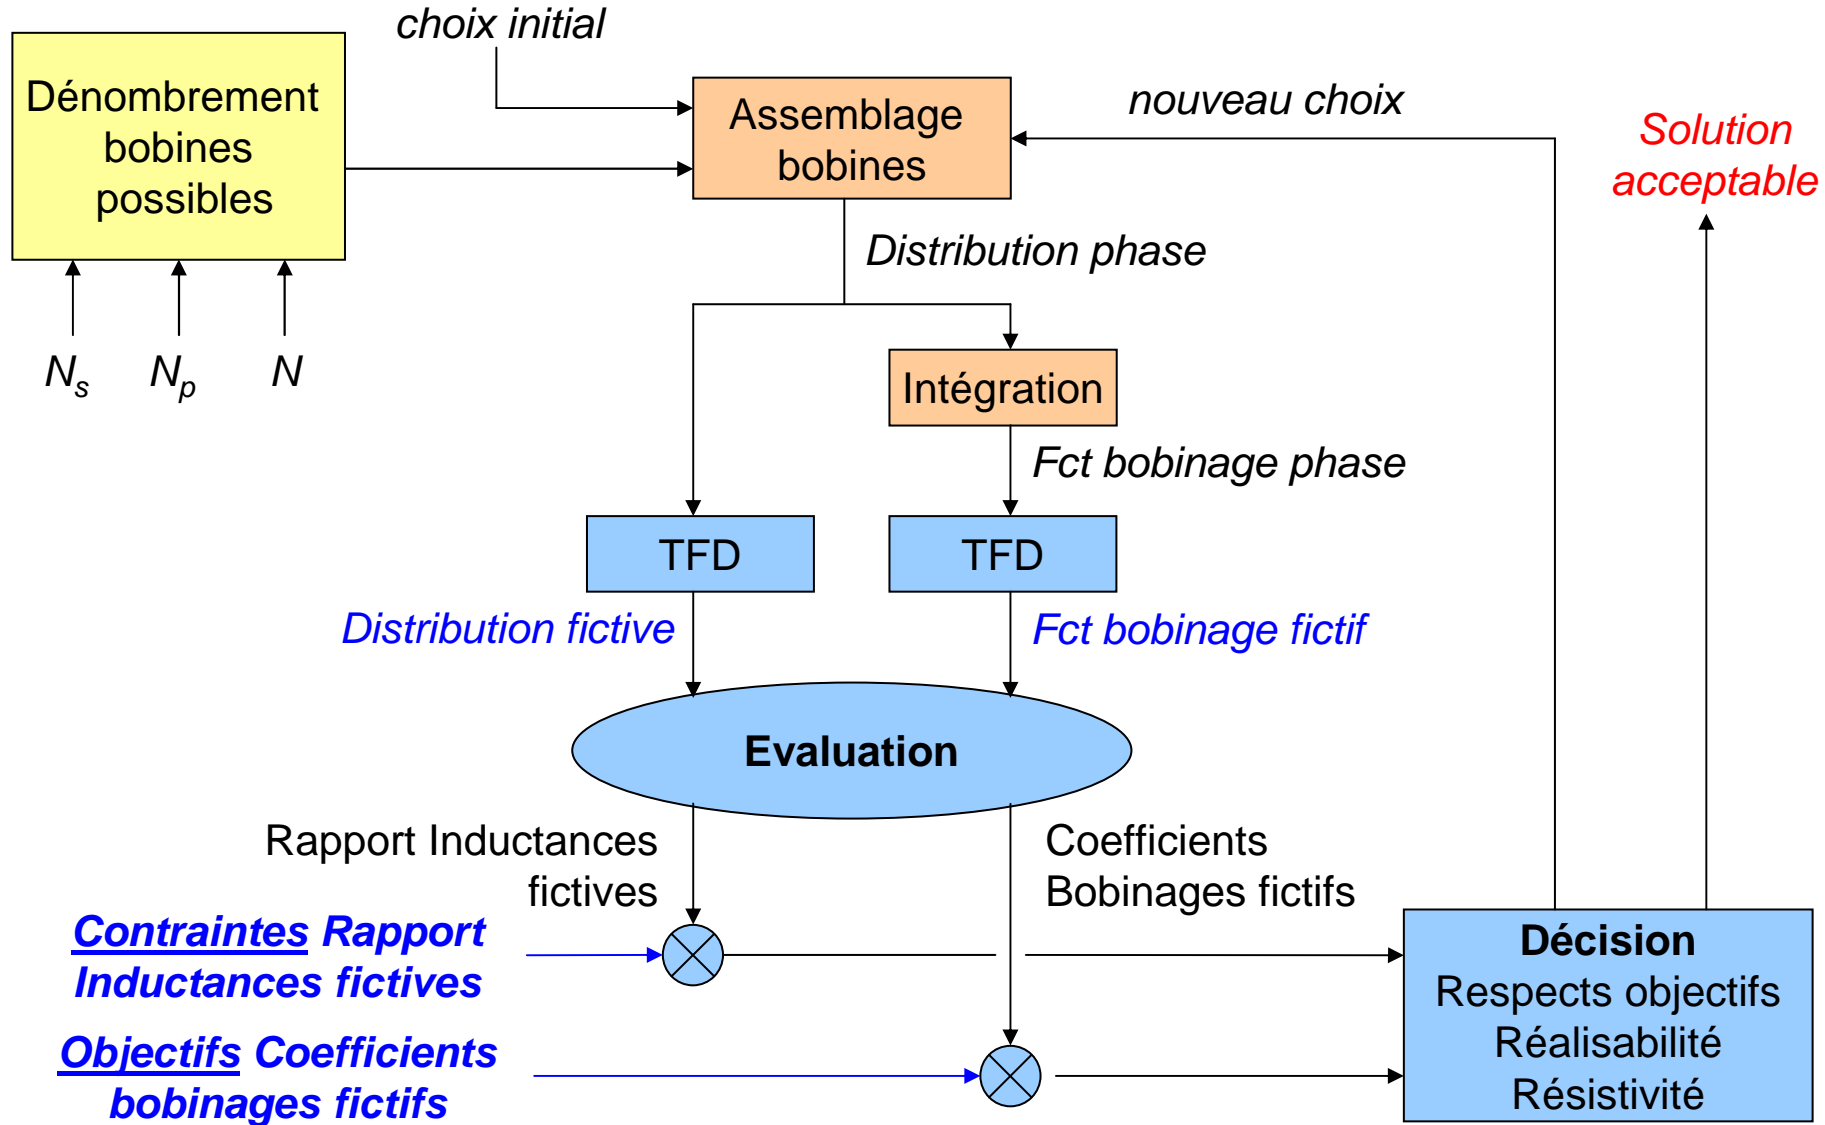 choix initial
Dénombrement
bobines
possibles
Assemblage
bobines
nouveau choix
Solution
acceptable
Distribution phase
N_s
N_p
N
Intégration
Fct bobinage phase
TFD
TFD
Distribution fictive
Fct bobinage fictif
Evaluation
Rapport Inductances
fictives
Coefficients
Bobinages fictifs
Contraintes Rapport
Inductances fictives
Objectifs Coefficients
bobinages fictifs
Décision
Respects objectifs
Réalisabilité
Résistivité